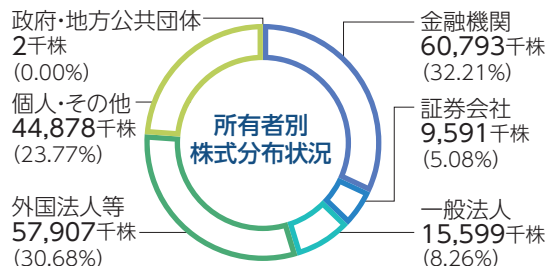 政府・地方公共団体
2千株
(0.00%)
個人・その他
44,878千株
(23.77%)
外国法人等
57,907千株
(30.68%)
所有者別
株式分布状況
金融機関
60,793千株
(32.21%)
証券会社
9,591千株
(5.08%)
一般法人
15,599千株
(8.26%)